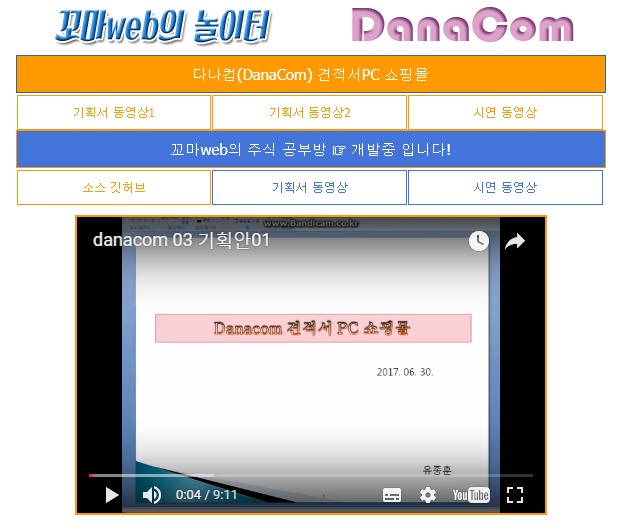 꼬마web의 놀이터 DanaCom
다나컴(DanaCom) 견적서PC 쇼핑몰
기획서 동영상1 기획서 동영상2 시연 동영상
꼬마web의 주식 공부방 ☞ 개발중 입니다!
소스 깃허브 기획서 동영상 시연 동영상
www.Bandicam.co.kr
danacom 03 기획안01
Danacom 견적서 PC 쇼핑몰
2017. 06. 30.
유종훈
0:04 / 9:11 YouTube